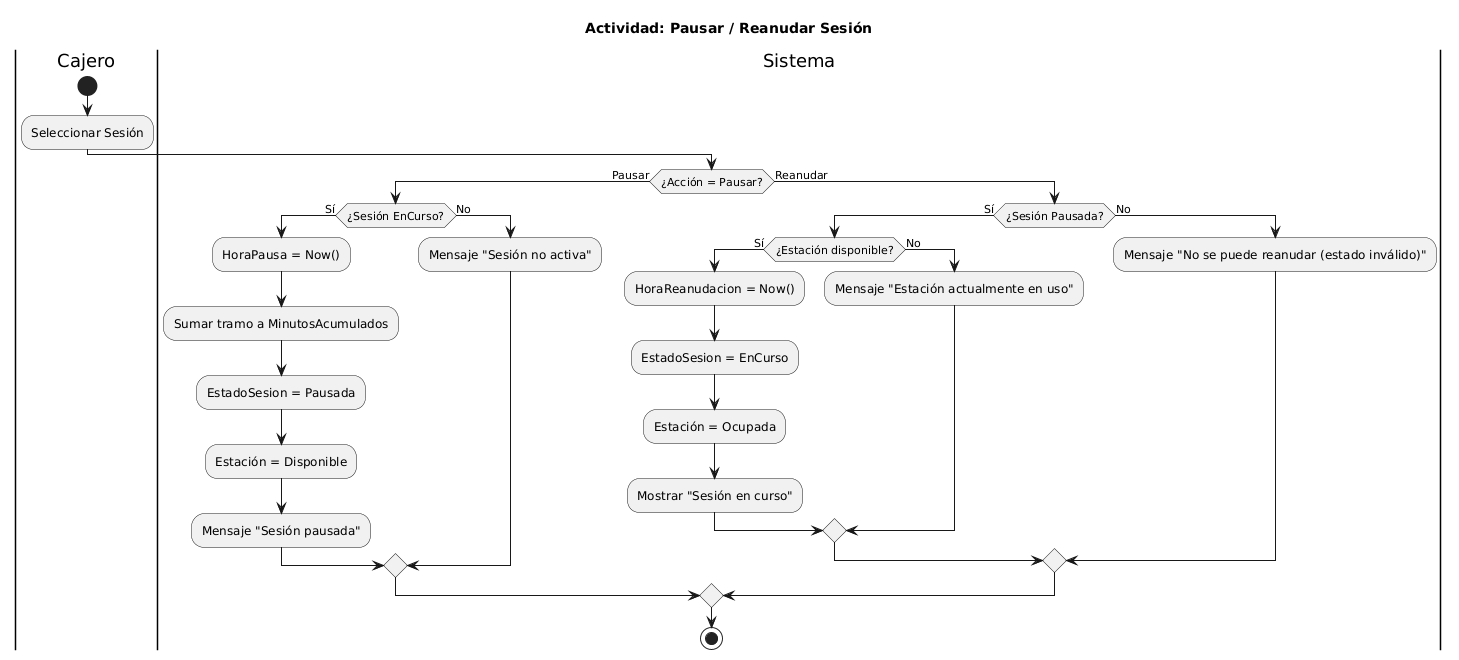 Actividad: Pausar / Reanudar Sesión
Cajero
Sistema
Seleccionar Sesión
¿Acción = Pausar?
Pausar
Reanudar
¿Sesión EnCurso?
Sí
No
HoraPausa = Now()
Sumar tramo a MinutosAcumulados
EstadoSesion = Pausada
Estación = Disponible
Mensaje "Sesión pausada"
Mensaje "Sesión no activa"
¿Sesión Pausada?
Sí
No
¿Estación disponible?
Sí
No
HoraReanudacion = Now()
EstadoSesion = EnCurso
Estación = Ocupada
Mostrar "Sesión en curso"
Mensaje "Estación actualmente en uso"
Mensaje "No se puede reanudar (estado inválido)"